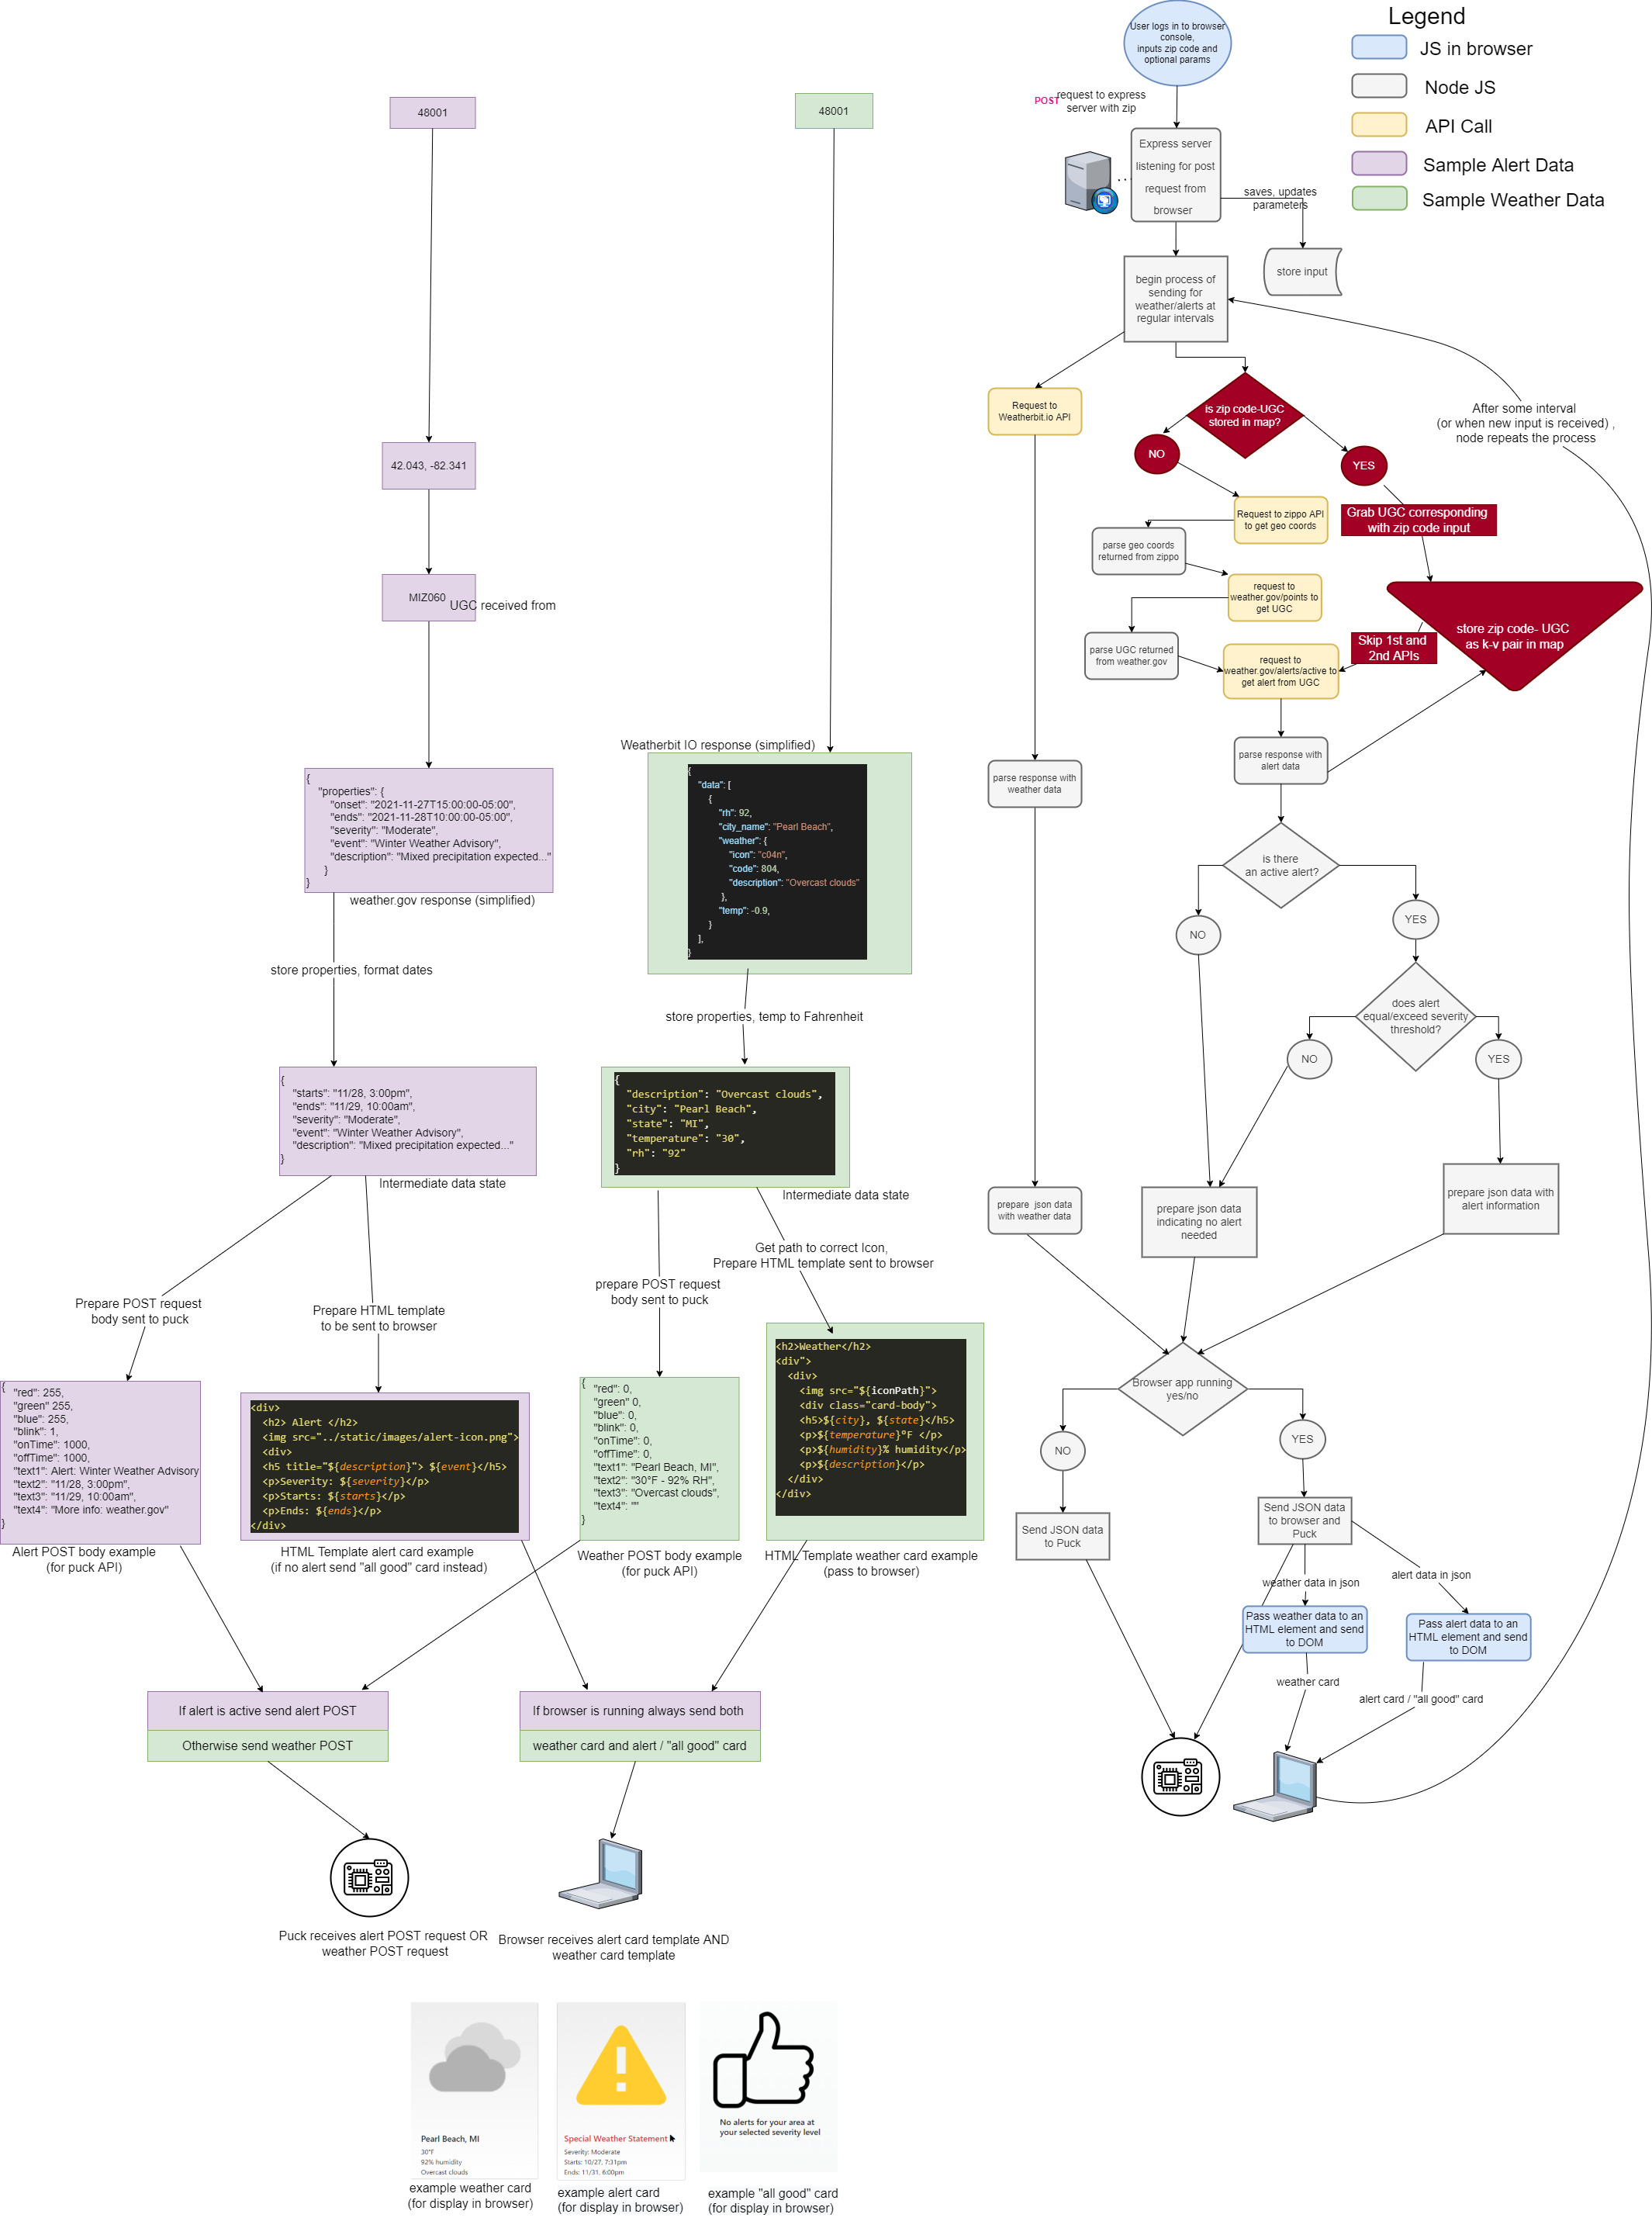 Legend
JS in browser
Node JS
API Call
Sample Alert Data
Sample Weather Data
User logs in to browser
console,
inputs zip code and
optional params
POST request to express
server with zip
Express server
listening for post
request from
browser
saves, updates
parameters
store input
begin process of
sending for
weather/alerts at
regular intervals
Request to
Weatherbit.io API
is zip code-UGC
stored in map?
NO
YES
After some interval
(or when new input is received) ,
node repeats the process
Request to zippo API
to get geo coords
Grab UGC corresponding
with zip code input
parse geo coords
returned from zippo
request to
weather.gov/points to
get UGC
store zip code- UGC
as k-v pair in map
Skip 1st and
2nd APIs
parse UGC returned
from weather.gov
request to
weather.gov/alerts/active to
get alert from UGC
parse response with
alert data
parse response with
weather data
is there
an active alert?
NO
YES
does alert
equal/exceed severity
threshold?
NO
YES
prepare json data
with weather data
prepare json data
indicating no alert
needed
prepare json data with
alert information
Browser app running
yes/no
NO
YES
Send JSON data
to Puck
Send JSON data
to browser and
Puck
weather data in json
alert data in json
Pass weather data to an
HTML element and send
to DOM
Pass alert data to an
HTML element and send
to DOM
weather card
alert card / "all good" card
48001
42.043, -82.341
MIZ060
UGC received from
{
"properties": {
"onset": "2021-11-27T15:00:00-05:00",
"ends": "2021-11-28T10:00:00-05:00",
"severity": "Moderate",
"event": "Winter Weather Advisory",
"description": "Mixed precipitation expected..."
}
}
weather.gov response (simplified)
store properties, format dates
{
"starts": "11/28, 3:00pm",
"ends": "11/29, 10:00am",
"severity": "Moderate",
"event": "Winter Weather Advisory",
"description": "Mixed precipitation expected..."
}
Intermediate data state
Prepare POST request
body sent to puck
Prepare HTML template
to be sent to browser
{
"red": 255,
"green" 255,
"blue": 255,
"blink": 1,
"onTime": 1000,
"offTime": 1000,
"text1": Alert: Winter Weather Advisory
"text2": "11/28, 3:00pm",
"text3": "11/29, 10:00am",
"text4": "More info: weather.gov"
}
Alert POST body example
(for puck API)
<div>
<h2> Alert </h2>
<img src="../static/images/alert-icon.png">
<div>
<h5 title="${description}"> ${event}</h5>
<p>Severity: ${severity}</p>
<p>Starts: ${starts}</p>
<p>Ends: ${ends}</p>
</div>
HTML Template alert card example
(if no alert send "all good" card instead)
48001
Weatherbit IO response (simplified)
{
"data": [
{
"rh": 92,
"city_name": "Pearl Beach",
"weather": {
"icon": "c04n",
"code": 804,
"description": "Overcast clouds"
},
"temp": -0.9,
}
],
}
store properties, temp to Fahrenheit
{
"description": "Overcast clouds",
"city": "Pearl Beach",
"state": "MI",
"temperature": "30",
"rh": "92"
}
Intermediate data state
prepare POST request
body sent to puck
Get path to correct Icon,
Prepare HTML template sent to browser
{
"red": 0,
"green" 0,
"blue": 0,
"blink": 0,
"onTime": 0,
"offTime": 0,
"text1": "Pearl Beach, MI",
"text2": "30°F - 92% RH",
"text3": "Overcast clouds",
"text4": ""
}
Weather POST body example
(for puck API)
<h2>Weather</h2>
<div">
<div>
<img src="${iconPath}">
<div class="card-body">
<h5>${city}, ${state}</h5>
<p>${temperature}°F </p>
<p>${humidity}% humidity</p>
<p>${description}</p>
</div>
</div>
HTML Template weather card example
(pass to browser)
If alert is active send alert POST
Otherwise send weather POST
If browser is running always send both
weather card and alert / "all good" card
Puck receives alert POST request OR
weather POST request
Browser receives alert card template AND
weather card template
Pearl Beach, MI
30°F
92% humidity
Overcast clouds
example weather card
(for display in browser)
Special Weather Statement
Severity: Moderate
Starts: 10/27, 7:31pm
Ends: 11/31, 6:00pm
example alert card
(for display in browser)
No alerts for your area at
your selected severity level
example "all good" card
(for display in browser)